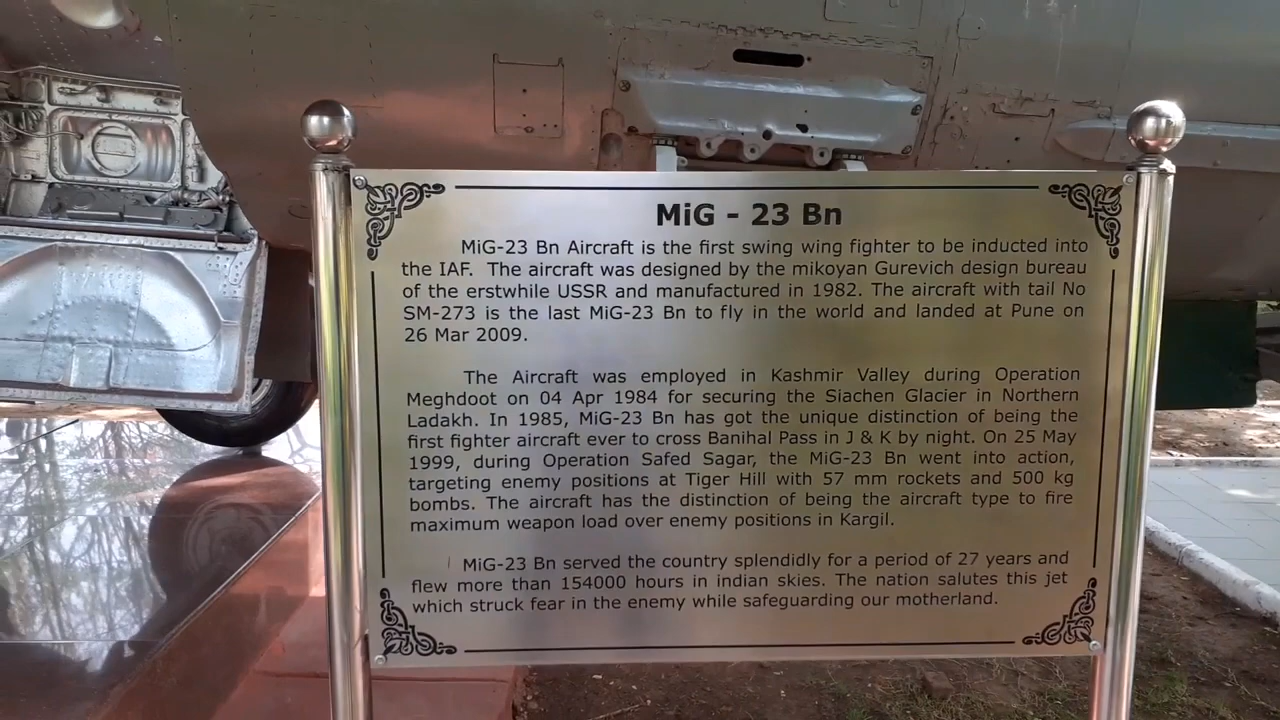 MiG - 23 Bn
MiG-23 Bn Aircraft is the first swing wing fighter to be inducted into
the IAF. The aircraft was designed by the mikoyan Gurevich design bureau
of the erstwhile USSR and manufactured in 1982. The aircraft with tail No
SM-273 is the last MiG-23 Bn to fly in the world and landed at Pune on
26 Mar 2009.
The Aircraft was employed in Kashmir Valley during Operation
Meghdoot on 04 Apr 1984 for securing the Siachen Glacier in Northern
Ladakh. In 1985, MiG-23 Bn has got the unique distinction of being the
first fighter aircraft ever to cross Banihal Pass in J & K by night. On 25 May
1999, during Operation Safed Sagar, the MiG-23 Bn went into action,
targeting enemy positions at Tiger Hill with 57 mm rockets and 500 kg
bombs. The aircraft has the distinction of being the aircraft type to fire
maximum weapon load over enemy positions in Kargil.
MiG-23 Bn served the country splendidly for a period of 27 years and
flew more than 154000 hours in indian skies. The nation salutes this jet
which struck fear in the enemy while safeguarding our motherland.